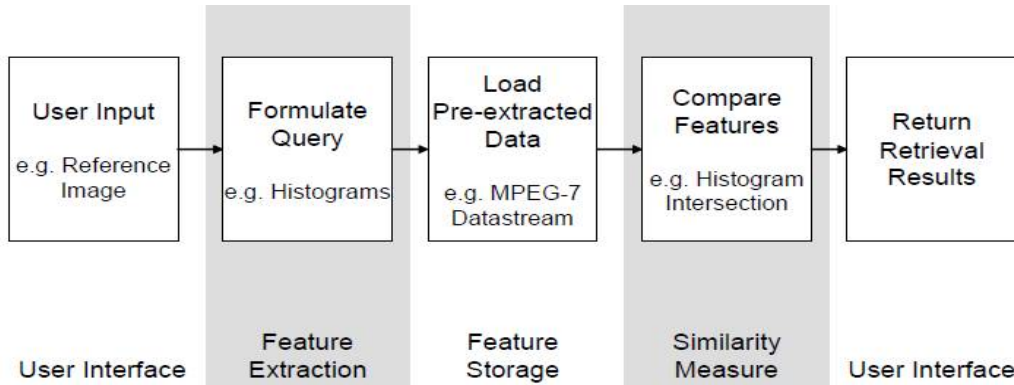 User Input
e.g. Reference
Image
Formulate
Query
e.g. Histograms
Load
Pre-extracted
Data
e.g. MPEG-7
Datastream
Compare
Features
e.g. Histogram
Intersection
Return
Retrieval
Results
User Interface
Feature
Extraction
Feature
Storage
Similarity
Measure
User Interface